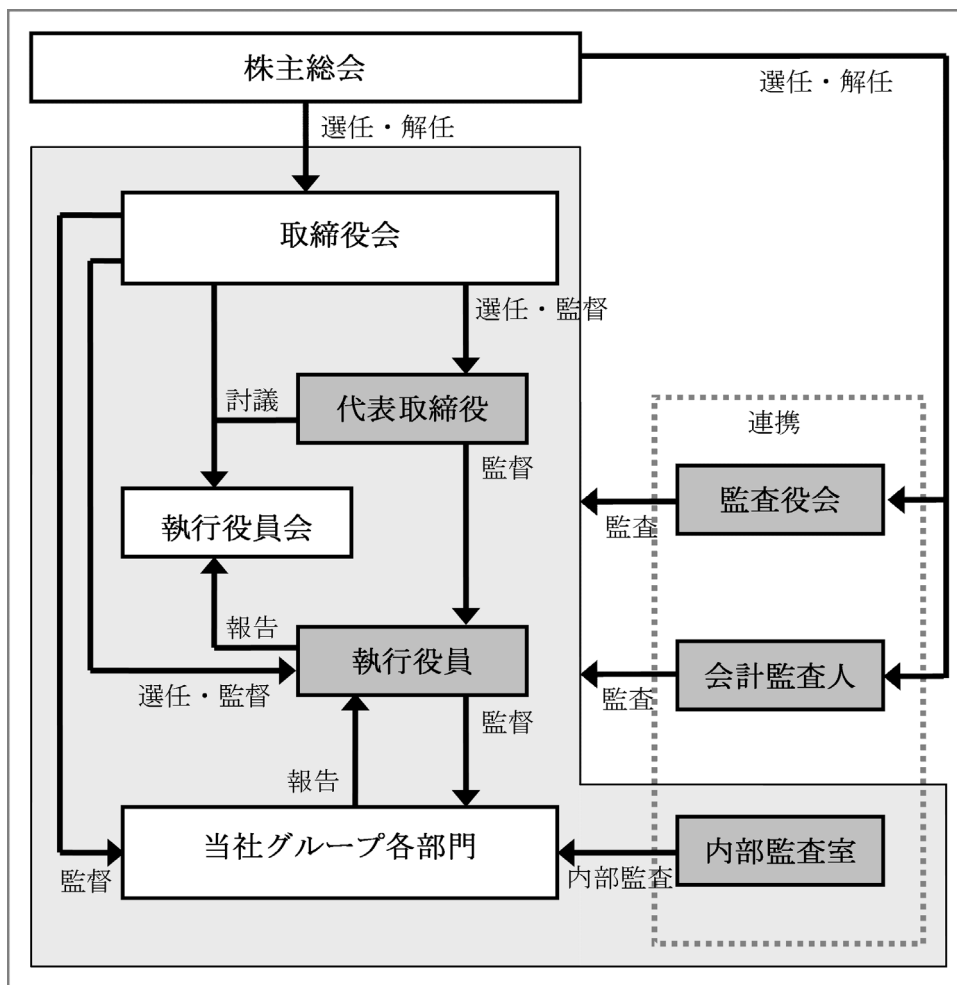 株主総会
選任・解任
選任・解任
取締役会
選任・監督
討議
代表取締役
連携
監督
監査役会
執行役員会
監査
報告
執行役員
会計監査人
選任・監督
監督
監査
報告
当社グループ各部門
内部監査室
監督
内部監査